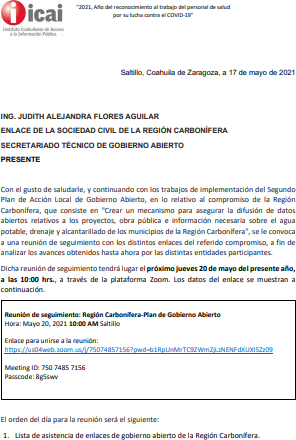 icai
Instituto Coahuilense de Acceso
a la Información Pública
"2021, Año del reconocimiento al trabajo del personal de salud
por su lucha contra el COVID-19"
Saltillo, Coahuila de Zaragoza, a 17 de mayo de 2021
ING. JUDITH ALEJANDRA FLORES AGUILAR
ENLACE DE LA SOCIEDAD CIVIL DE LA REGIÓN CARBONÍFERA
SECRETARIADO TÉCNICO DE GOBIERNO ABIERTO
PRESENTE
Con el gusto de saludarle, y continuando con los trabajos de implementación del Segundo
Plan de Acción Local de Gobierno Abierto, en lo relativo al compromiso de la Región
Carbonífera, que consiste en "Crear un mecanismo para asegurar la difusión de datos
abiertos relativos a los proyectos, obra pública e información necesaria sobre el agua
potable, drenaje y alcantarillado de los municipios de la Región Carbonífera", se le convoca
a una reunión de seguimiento con los distintos enlaces del referido compromiso, a fin de
analizar los avances obtenidos hasta ahora por las distintas entidades participantes.
Dicha reunión de seguimiento tendrá lugar el próximo jueves 20 de mayo del presente año,
a las 10:00 hrs., a través de la plataforma Zoom. Los datos del enlace se muestran a
continuación.
Reunión de seguimiento: Región Carbonífera-Plan de Gobierno Abierto
Hora: Mayo 20, 2021 10:00 AM Saltillo
Enlace para unirse a la reunión:
Meeting ID: 750 7485 7156
Passcode: 8g5swv
El orden del día para la reunión será el siguiente:
1. Lista de asistencia de enlaces de gobierno abierto de la Región Carbonífera.